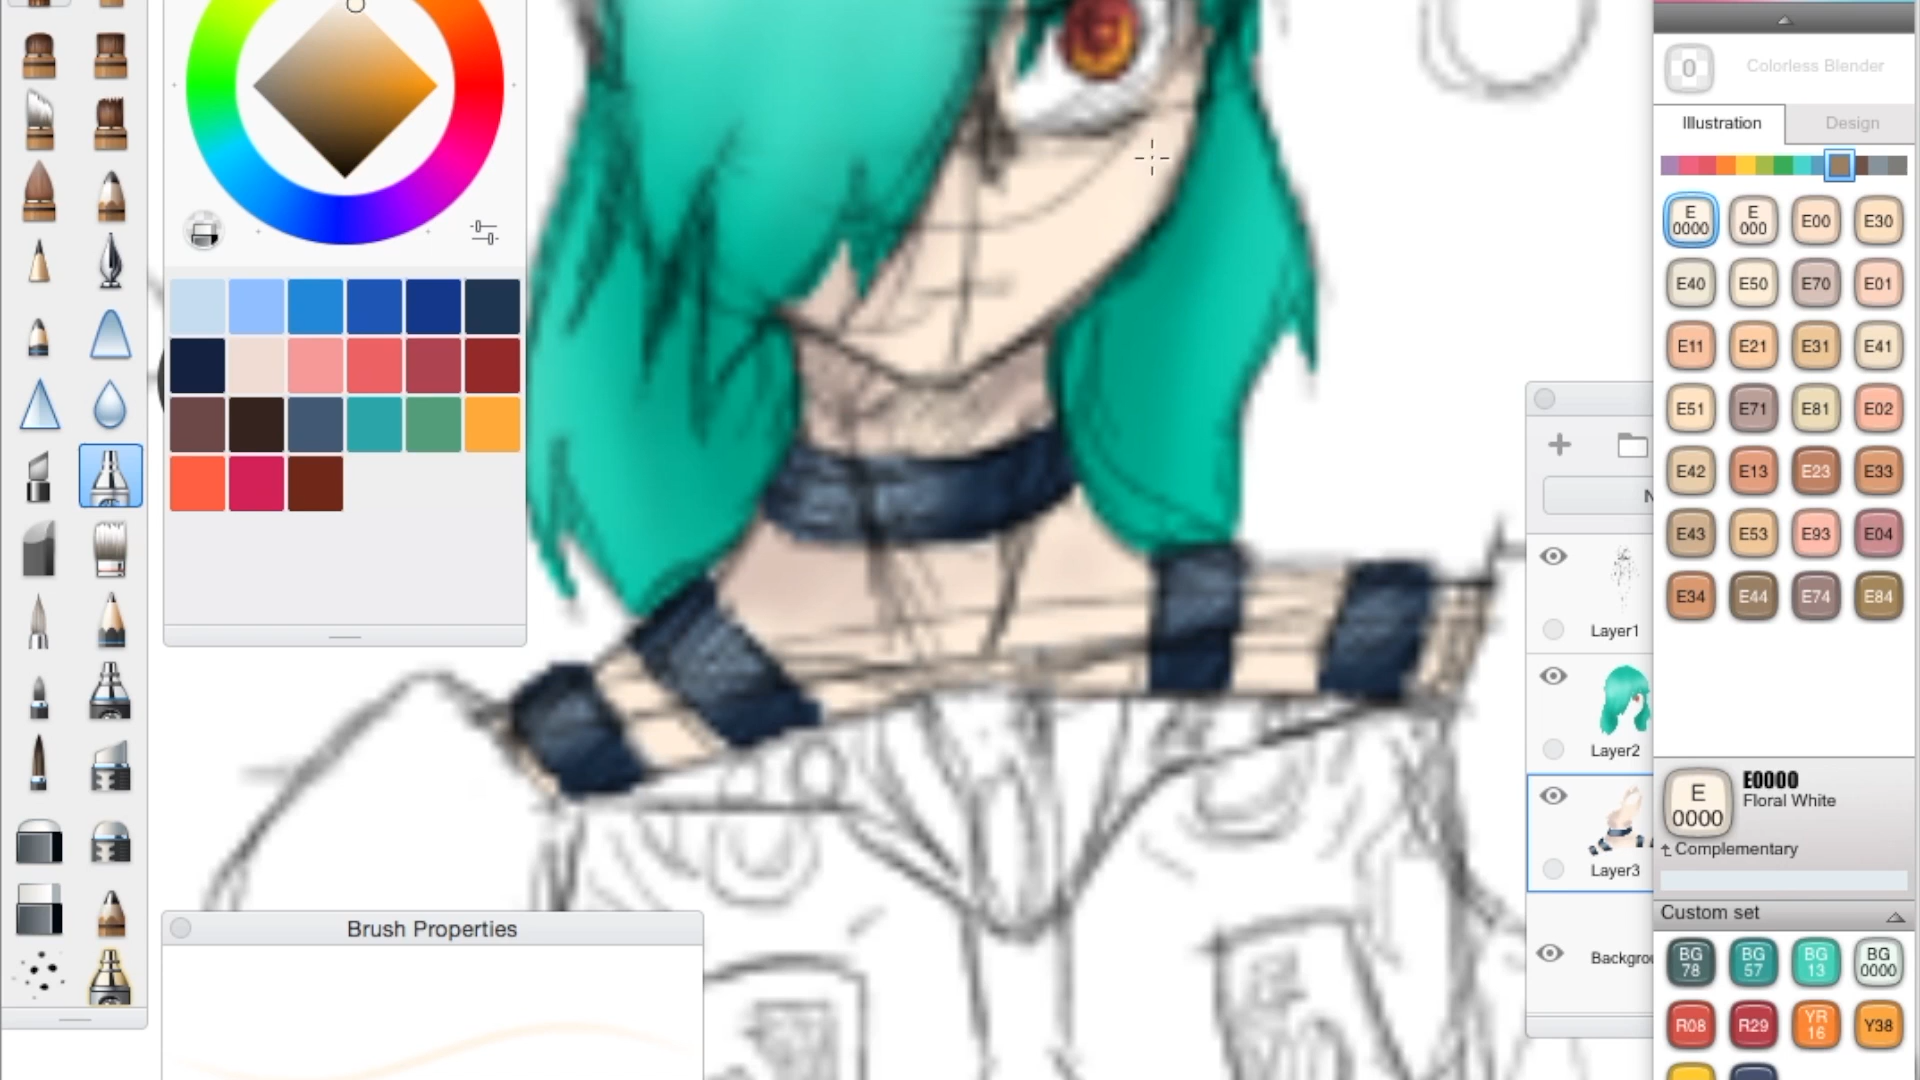 0 Colorless Blender
Illustration Design
E 0000 E 000 E00 E30
E40 E50 E70 E01
E11 E21 E31 E41
E51 E71 E81 E02
E42 E13 E23 E33
E43 E53 E93 E04
E34 E44 E74 E84
Layer1
Layer2
Layer3
E 0000
E0000
Floral White
Complementary
Custom set
BG 78 BG 57 BG 13 BG 0000
R08 R29 YR 16 Y38
Brush Properties